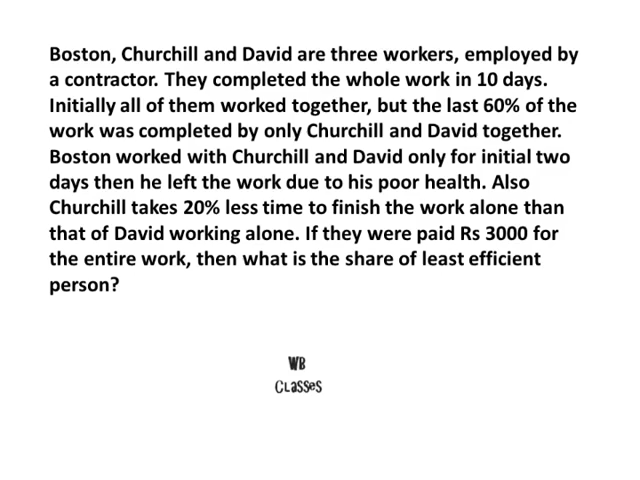 Boston, Churchill and David are three workers, employed by
a contractor. They completed the whole work in 10 days.
Initially all of them worked together, but the last 60% of the
work was completed by only Churchill and David together.
Boston worked with Churchill and David only for initial two
days then he left the work due to his poor health. Also
Churchill takes 20% less time to finish the work alone than
that of David working alone. If they were paid Rs 3000 for
the entire work, then what is the share of least efficient
person?
WB
Classes